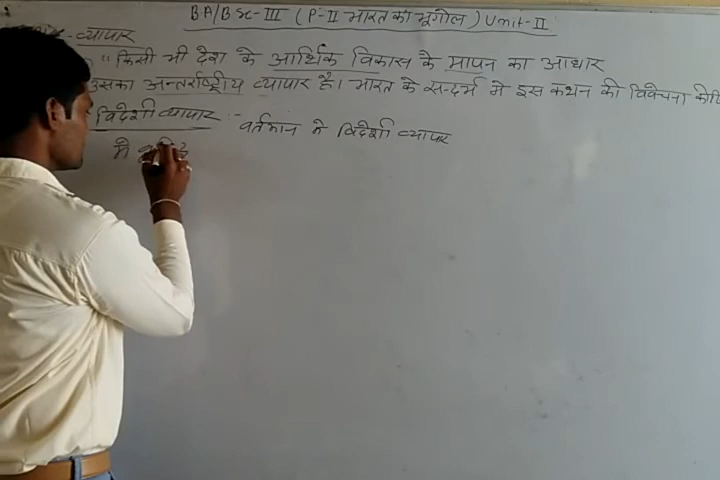 BA/BSc-III (P-II भारत का भूगोल) Unit-II
व्यापार
"किसी भी देश के आर्थिक विकास के मापन का आधार
उसका अन्तर्राष्ट्रीय व्यापार है। भारत के सन्दर्भ में इस कथन की विवेचना
विदेशी व्यापार :- वर्तमान में विदेशी व्यापार
में